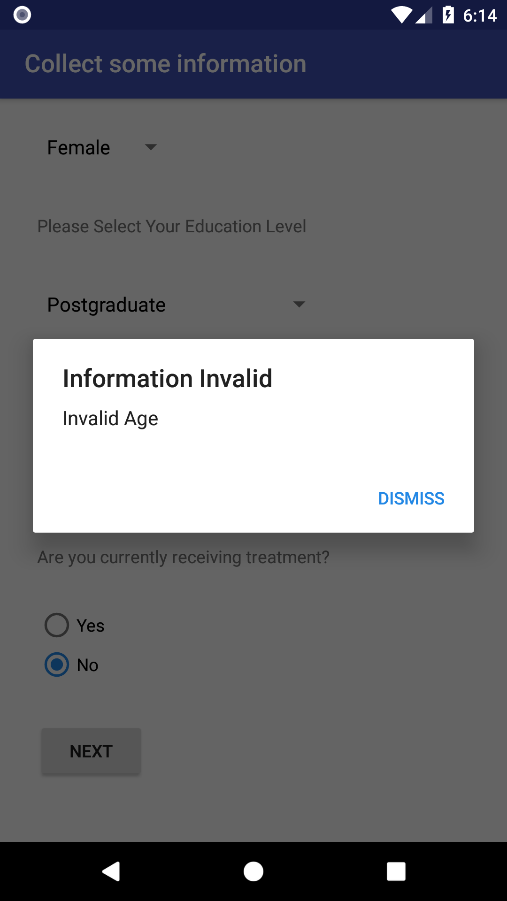 6:14
Collect some information
Female
Please Select Your Education Level
Postgraduate
Information Invalid
Invalid Age
DISMISS
Are you currently receiving treatment?
Yes
No
NEXT